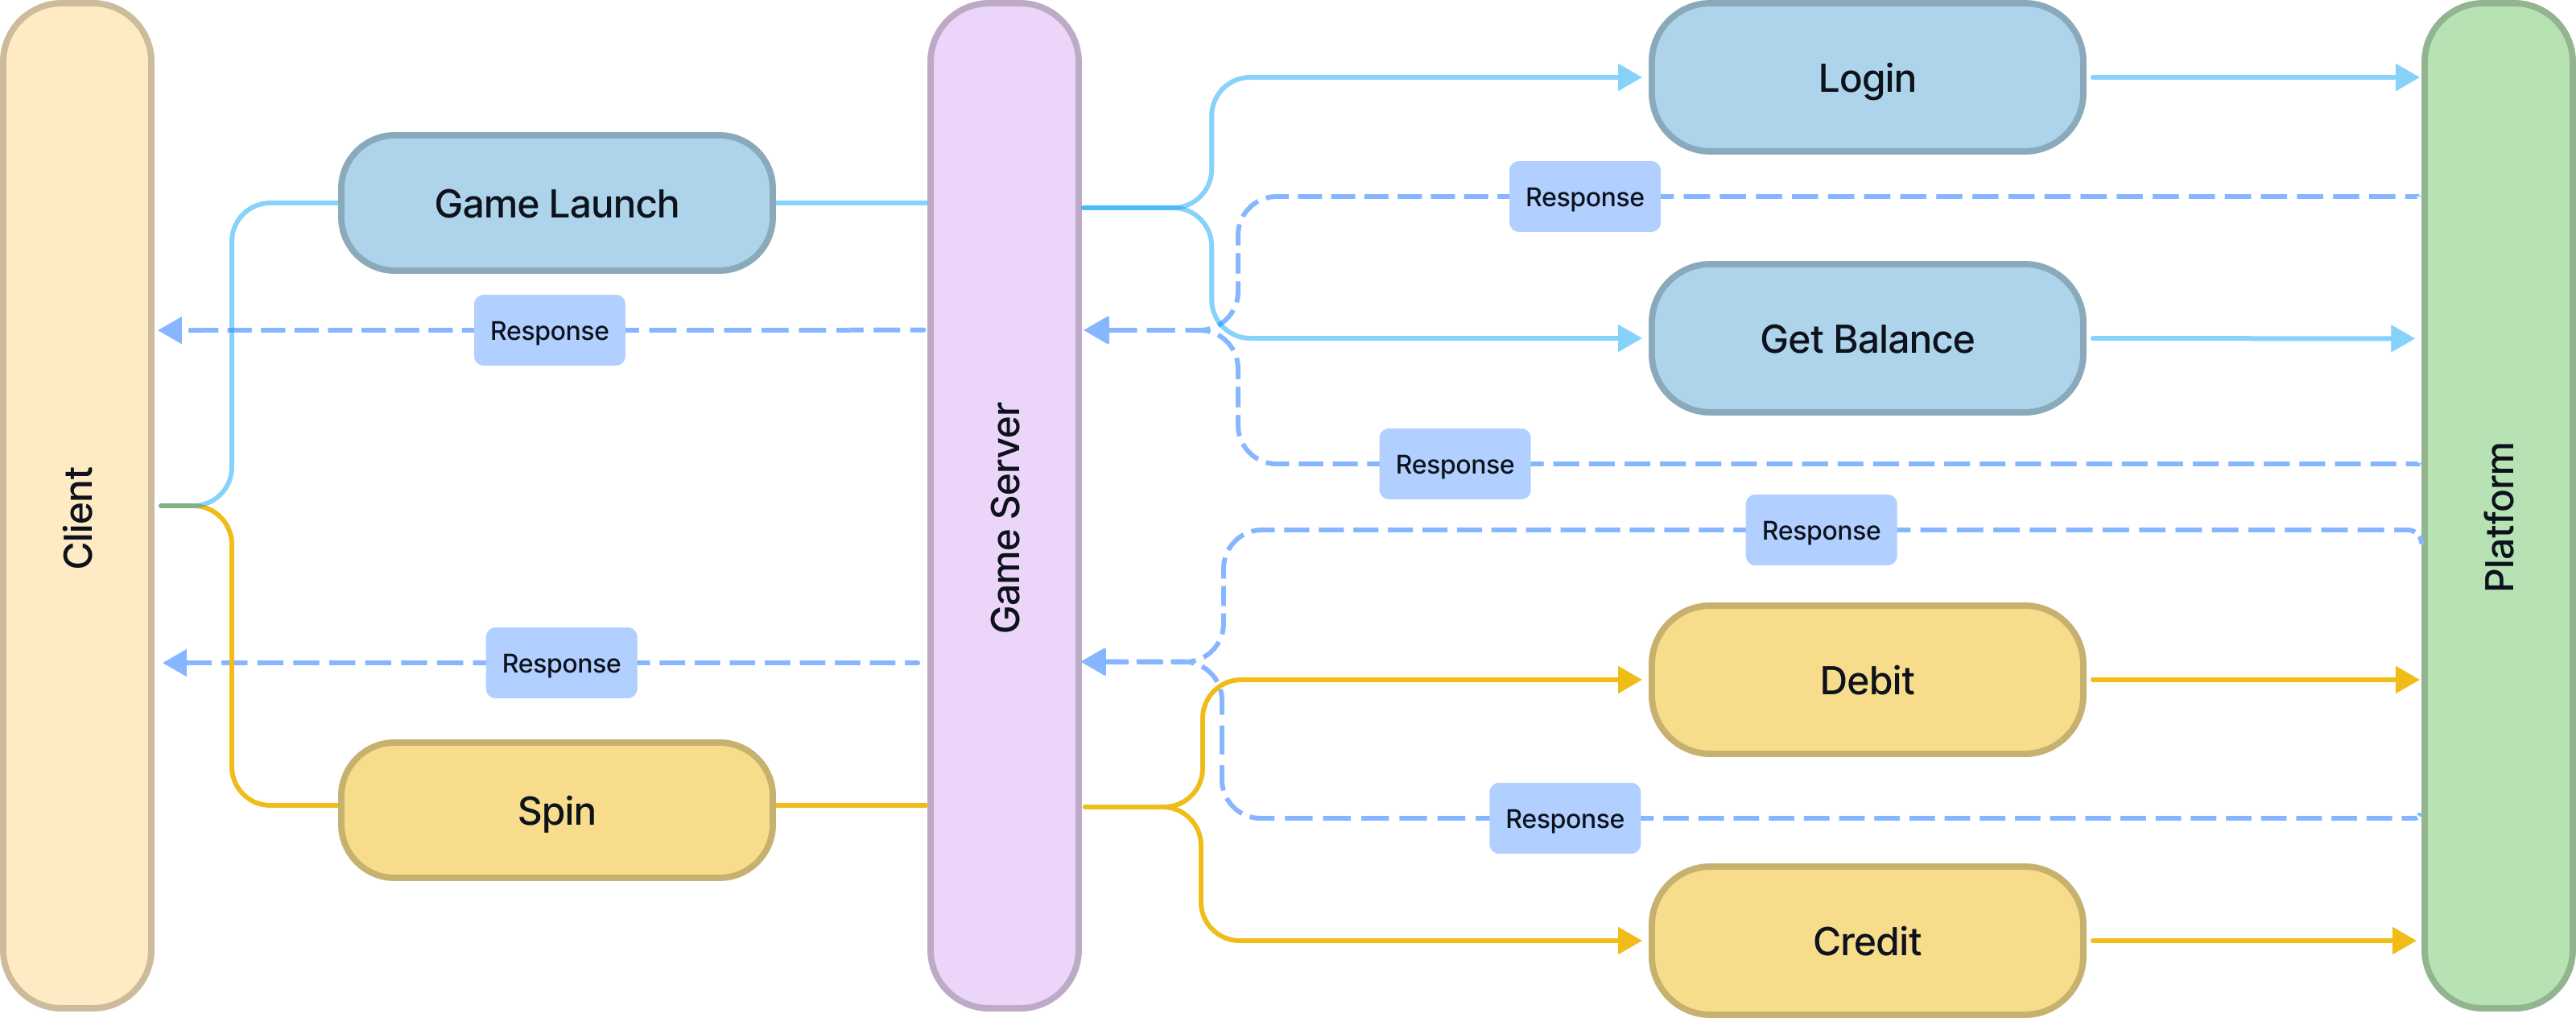 Client
Game Launch
Response
Response
Spin
Game Server
Login
Response
Get Balance
Response
Response
Debit
Response
Credit
Platform